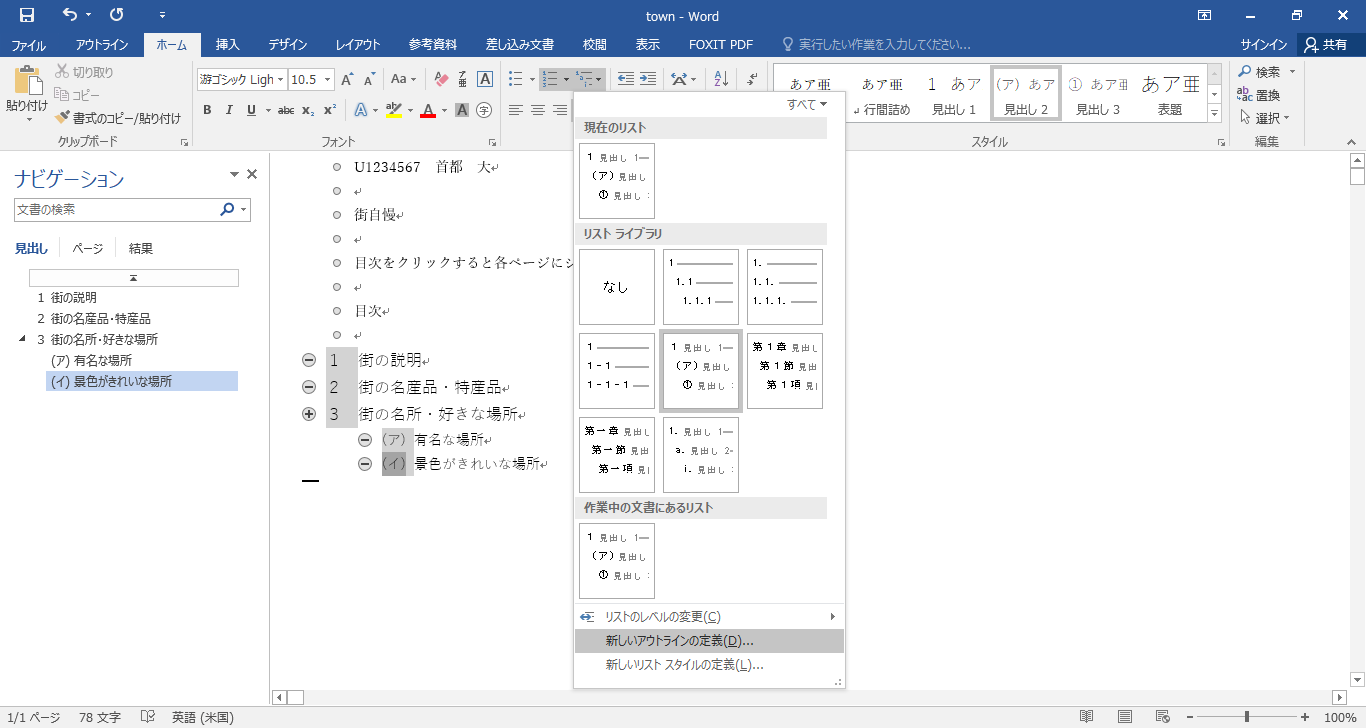 town - Word
ファイル アウトライン ホーム 挿入 デザイン レイアウト 参考資料 差し込み文書 校閲 表示 FOXIT PDF 実行したい作業を入力してください... サインイン 共有
貼り付け
切り取り
コピー
書式のコピー/貼り付け
クリップボード
游ゴシック Ligh 10.5 A A Aa 亜 A
B I U abc x₂ x² A ab A A 字
フォント
あア亜
あア亜
行間詰め
1 あア
見出し 1
(ア) あア
見出し 2
① あア亜
見出し 3
あア亜
表題
スタイル
検索
置換
選択
編集
ナビゲーション
文書の検索
見出し ページ 結果
1 街の説明
2 街の名産品・特産品
3 街の名所・好きな場所
(ア) 有名な場所
(イ) 景色がきれいな場所
U1234567 首都 大
街自慢
目次をクリックすると各ページにジ
目次
1 街の説明
2 街の名産品・特産品
3 街の名所・好きな場所
(ア) 有名な場所
(イ) 景色がきれいな場所
すべて
現在のリスト
1 見出し 1
(ア) 見出し
① 見出し
リスト ライブラリ
なし
1
1.1
1.1.1
1.
1.1.
1.1.1.
1
1-1
1-1-1
1 見出し 1
(ア) 見出し
① 見出し
第 1 章 見出し
第 1 節 見出
第 1 項 見
第一章 見出し
第一節 見出
第一項 見
1. 見出し 1
a. 見出し 2
i. 見出し
作業中の文書にあるリスト
1 見出し 1
(ア) 見出し
① 見出し
リストのレベルの変更(C)
新しいアウトラインの定義(D)...
新しいリスト スタイルの定義(L)...
1/1 ページ 78 文字 英語 (米国) 100%